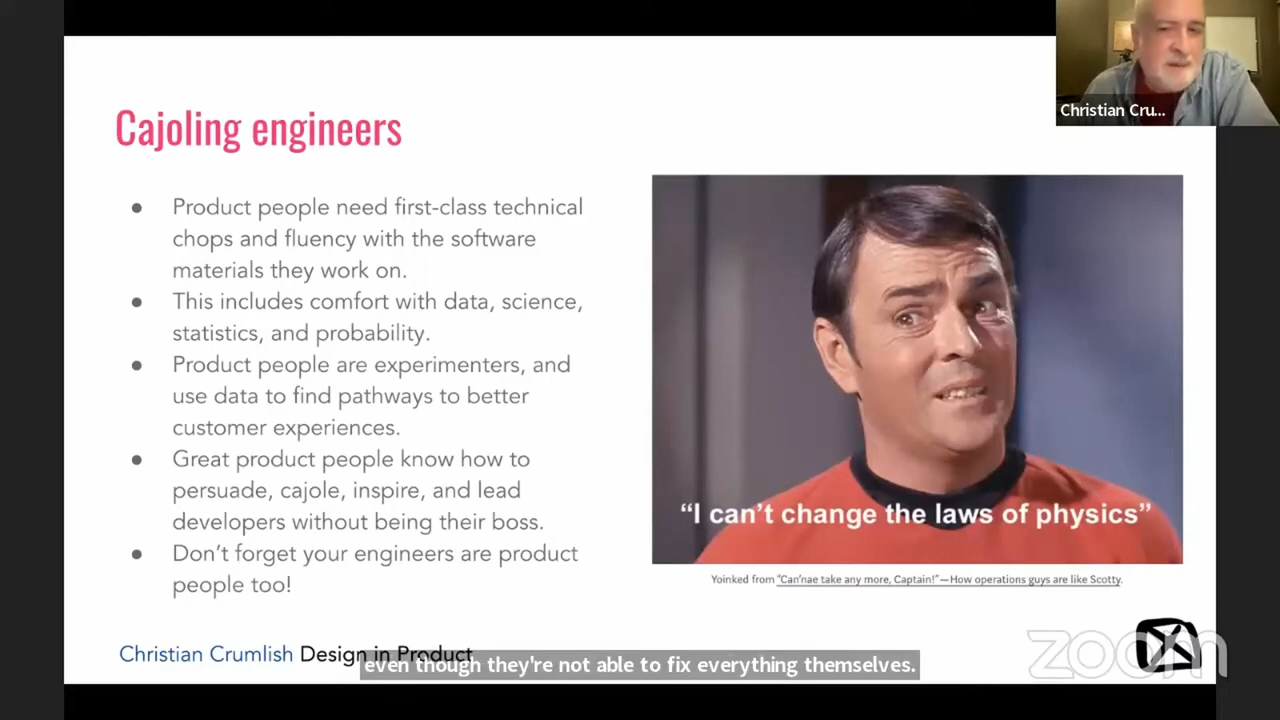 Christian Cru...
Cajoling engineers
● Product people need first-class technical
chops and fluency with the software
materials they work on.
● This includes comfort with data, science,
statistics, and probability.
● Product people are experimenters, and
use data to find pathways to better
customer experiences.
● Great product people know how to
persuade, cajole, inspire, and lead
developers without being their boss.
● Don't forget your engineers are product
people too!
“I can't change the laws of physics”
Yoinked from “Can'nae take any more, Captain!”—How operations guys are like Scotty.
Christian Crumlish Design in Product
even though they're not able to fix everything themselves.
zoom